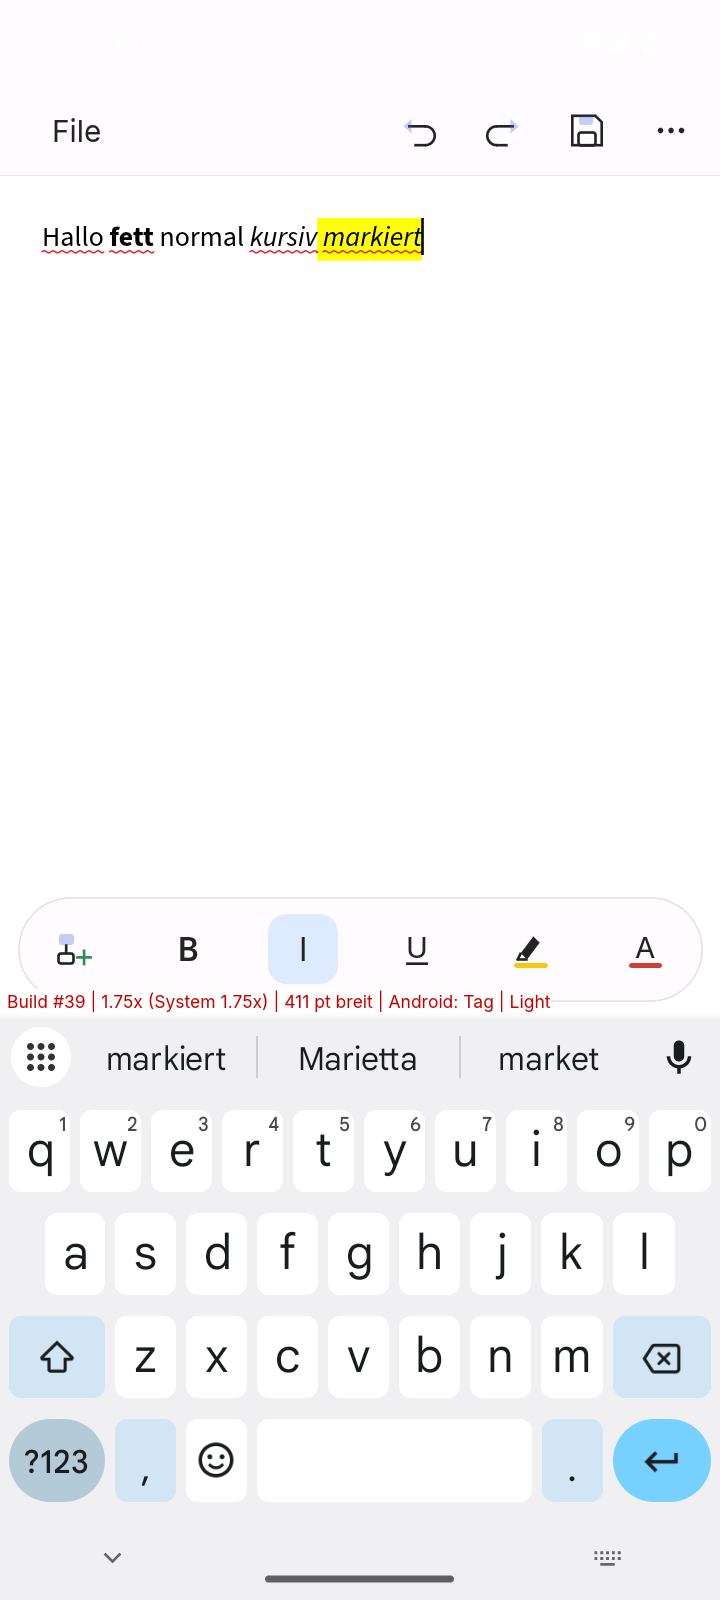 File
Hallo fett normal kursiv markiert
B I U A
Build #39 | 1.75x (System 1.75x) | 411 pt breit | Android: Tag | Light
markiert Marietta market
1 2 3 4 5 6 7 8 9 0
q w e r t y u i o p
a s d f g h j k l
z x c v b n m
?123 , .